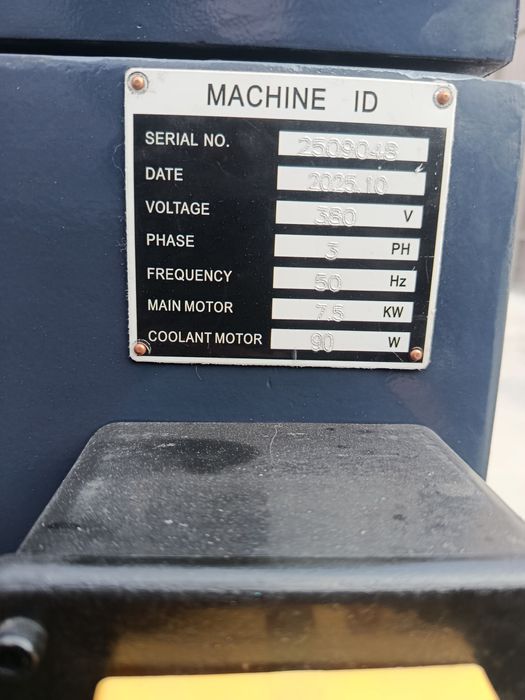 MACHINE ID
SERIAL NO. 2509048
DATE 2025.10
VOLTAGE 380 V
PHASE 3 PH
FREQUENCY 50 Hz
MAIN MOTOR 7.5 KW
COOLANT MOTOR 90 W